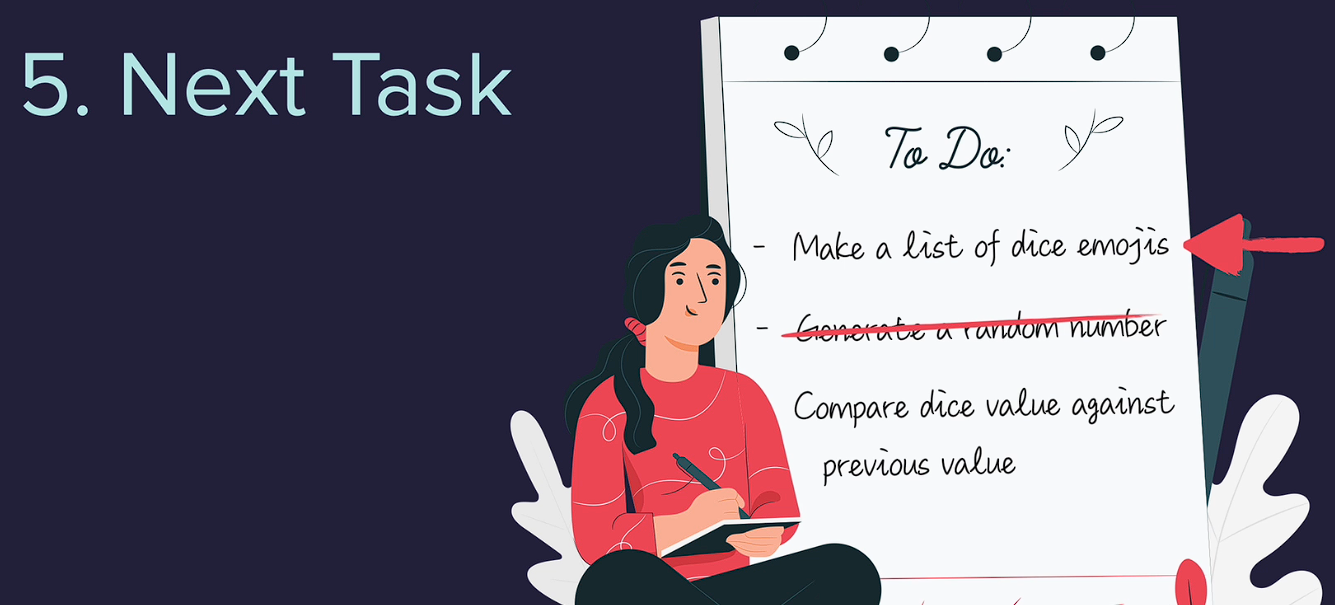 5. Next Task
To Do:
- Make a list of dice emojis
- Generate a random number
Compare dice value against
previous value